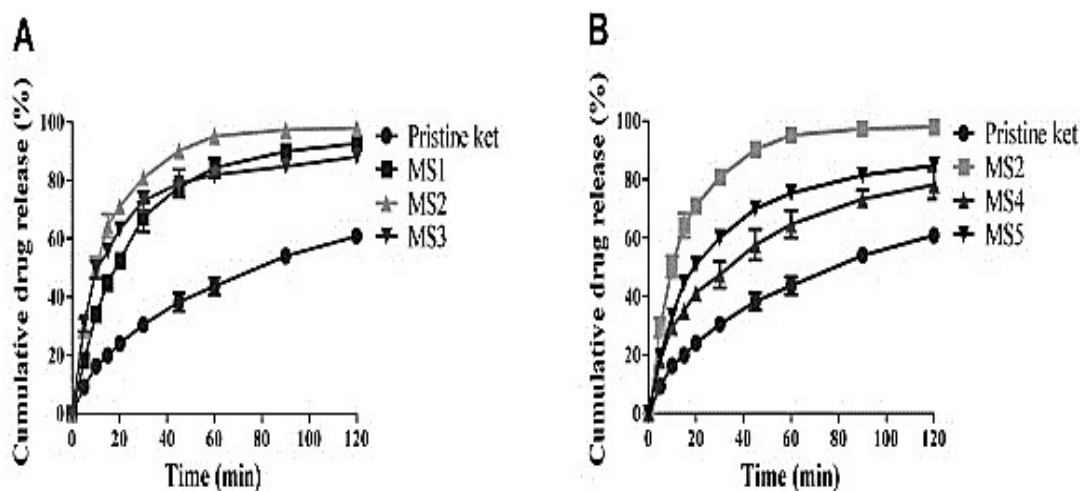 A
Cumulative drug release (%)
100
80
60
40
20
0
0 20 40 60 80 100 120
Time (min)
Pristine ket
MS1
MS2
MS3
B
Cumulative drug release (%)
100
80
60
40
20
0
0 20 40 60 80 100 120
Time (min)
Pristine ket
MS2
MS4
MS5